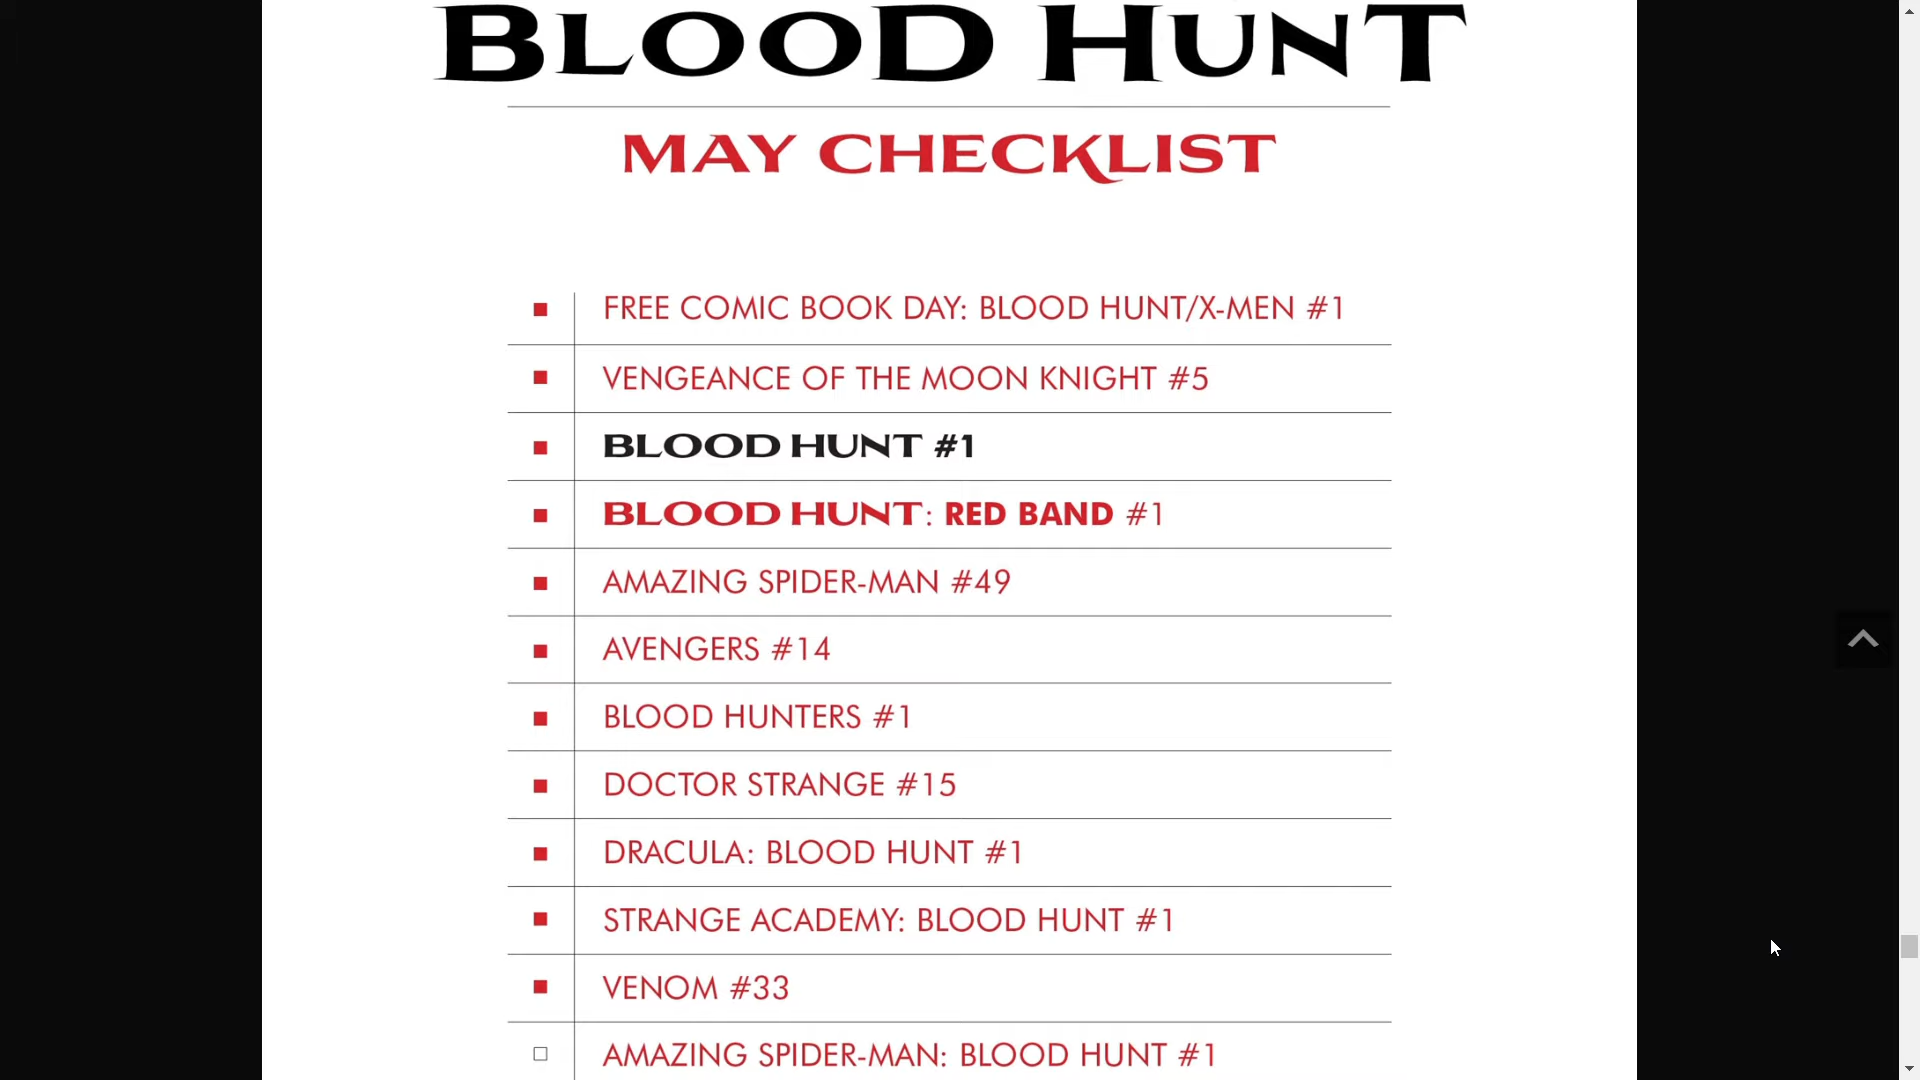 BLOOD HUNT
MAY CHECKLIST
FREE COMIC BOOK DAY: BLOOD HUNT/X-MEN #1
VENGEANCE OF THE MOON KNIGHT #5
BLOOD HUNT #1
BLOOD HUNT: RED BAND #1
AMAZING SPIDER-MAN #49
AVENGERS #14
BLOOD HUNTERS #1
DOCTOR STRANGE #15
DRACULA: BLOOD HUNT #1
STRANGE ACADEMY: BLOOD HUNT #1
VENOM #33
AMAZING SPIDER-MAN: BLOOD HUNT #1